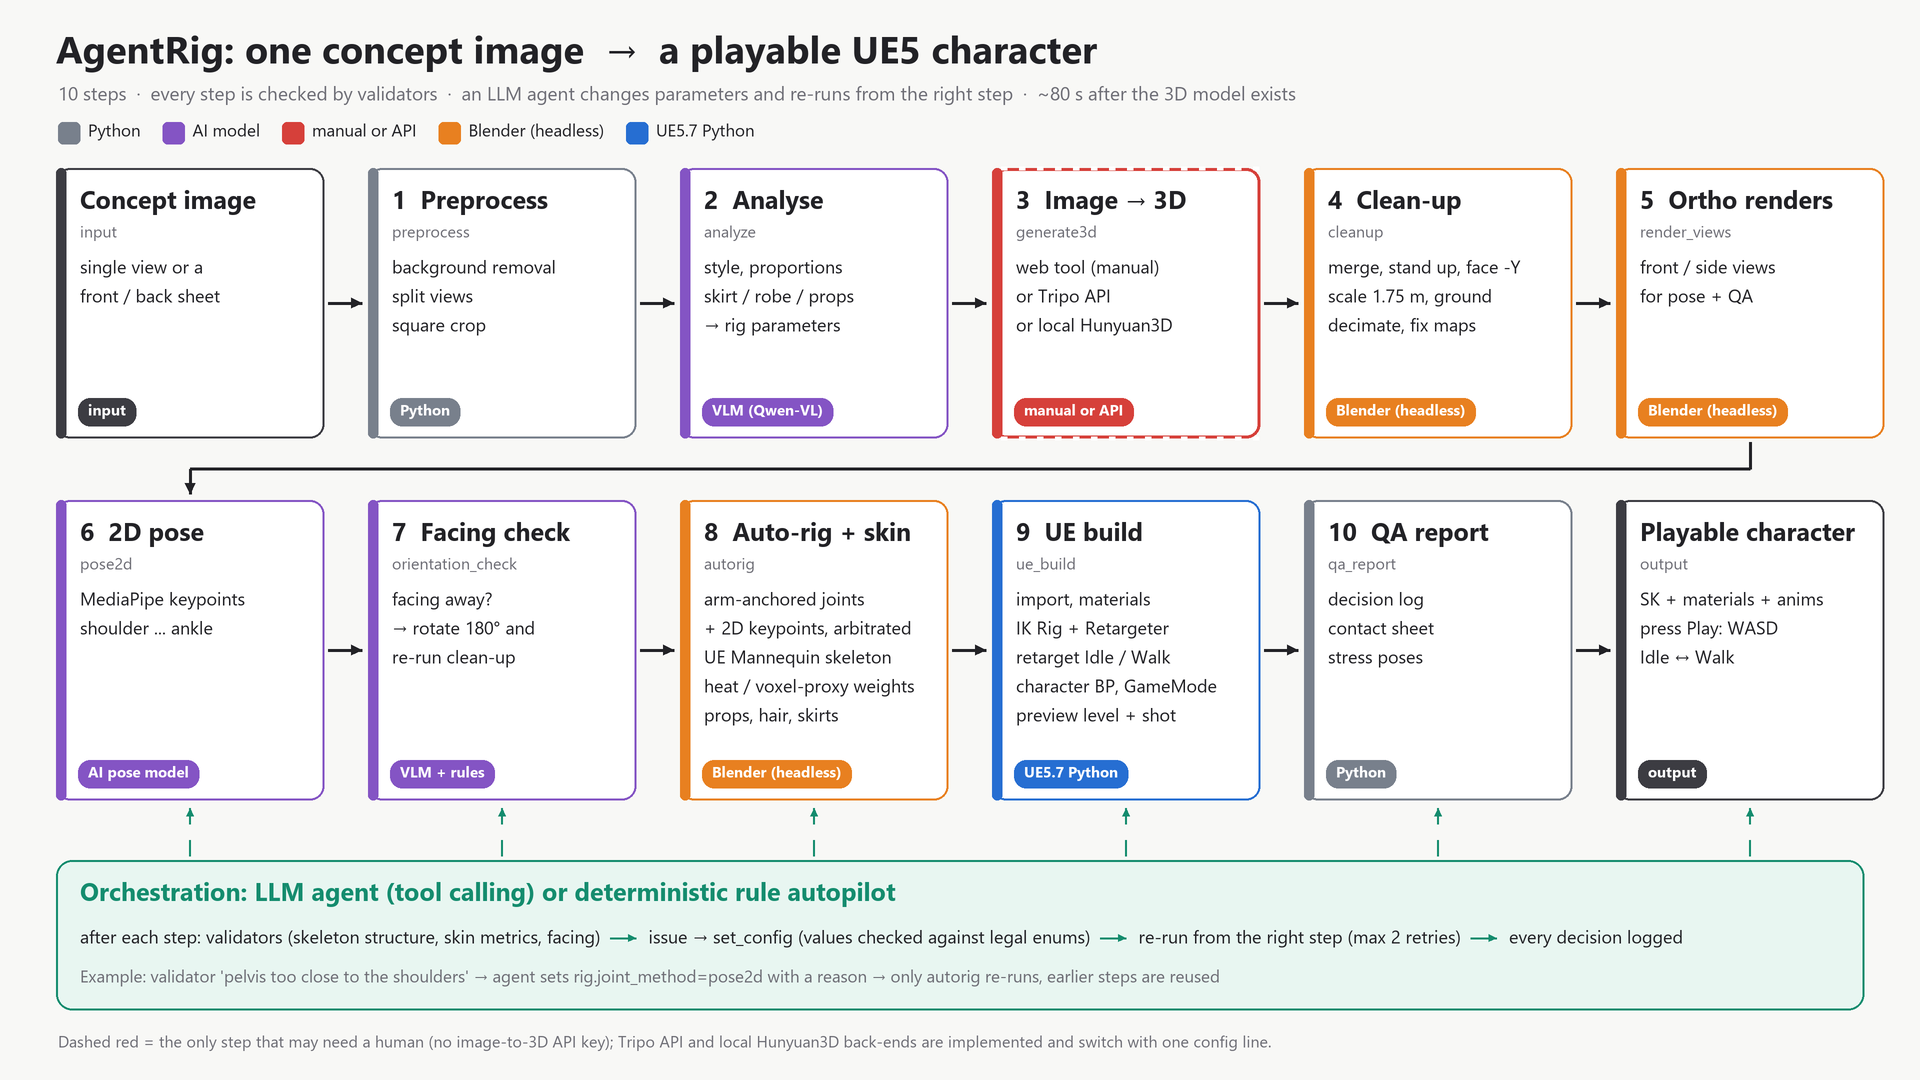 AgentRig: one concept image → a playable UE5 character
10 steps · every step is checked by validators · an LLM agent changes parameters and re-runs from the right step · ~80 s after the 3D model exists
Python AI model manual or API Blender (headless) UE5.7 Python
Concept image
input
single view or a
front / back sheet
input
1 Preprocess
preprocess
background removal
split views
square crop
Python
2 Analyse
analyze
style, proportions
skirt / robe / props
→ rig parameters
VLM (Qwen-VL)
3 Image → 3D
generate3d
web tool (manual)
or Tripo API
or local Hunyuan3D
manual or API
4 Clean-up
cleanup
merge, stand up, face -Y
scale 1.75 m, ground
decimate, fix maps
Blender (headless)
5 Ortho renders
render_views
front / side views
for pose + QA
Blender (headless)
6 2D pose
pose2d
MediaPipe keypoints
shoulder ... ankle
AI pose model
7 Facing check
orientation_check
facing away?
→ rotate 180° and
re-run clean-up
VLM + rules
8 Auto-rig + skin
autorig
arm-anchored joints
+ 2D keypoints, arbitrated
UE Mannequin skeleton
heat / voxel-proxy weights
props, hair, skirts
Blender (headless)
9 UE build
ue_build
import, materials
IK Rig + Retargeter
retarget Idle / Walk
character BP, GameMode
preview level + shot
UE5.7 Python
10 QA report
qa_report
decision log
contact sheet
stress poses
Python
Playable character
output
SK + materials + anims
press Play: WASD
Idle ↔ Walk
output
Orchestration: LLM agent (tool calling) or deterministic rule autopilot
after each step: validators (skeleton structure, skin metrics, facing) → issue → set_config (values checked against legal enums) → re-run from the right step (max 2 retries) → every decision logged
Example: validator 'pelvis too close to the shoulders' → agent sets rig.joint_method=pose2d with a reason → only autorig re-runs, earlier steps are reused
Dashed red = the only step that may need a human (no image-to-3D API key); Tripo API and local Hunyuan3D back-ends are implemented and switch with one config line.